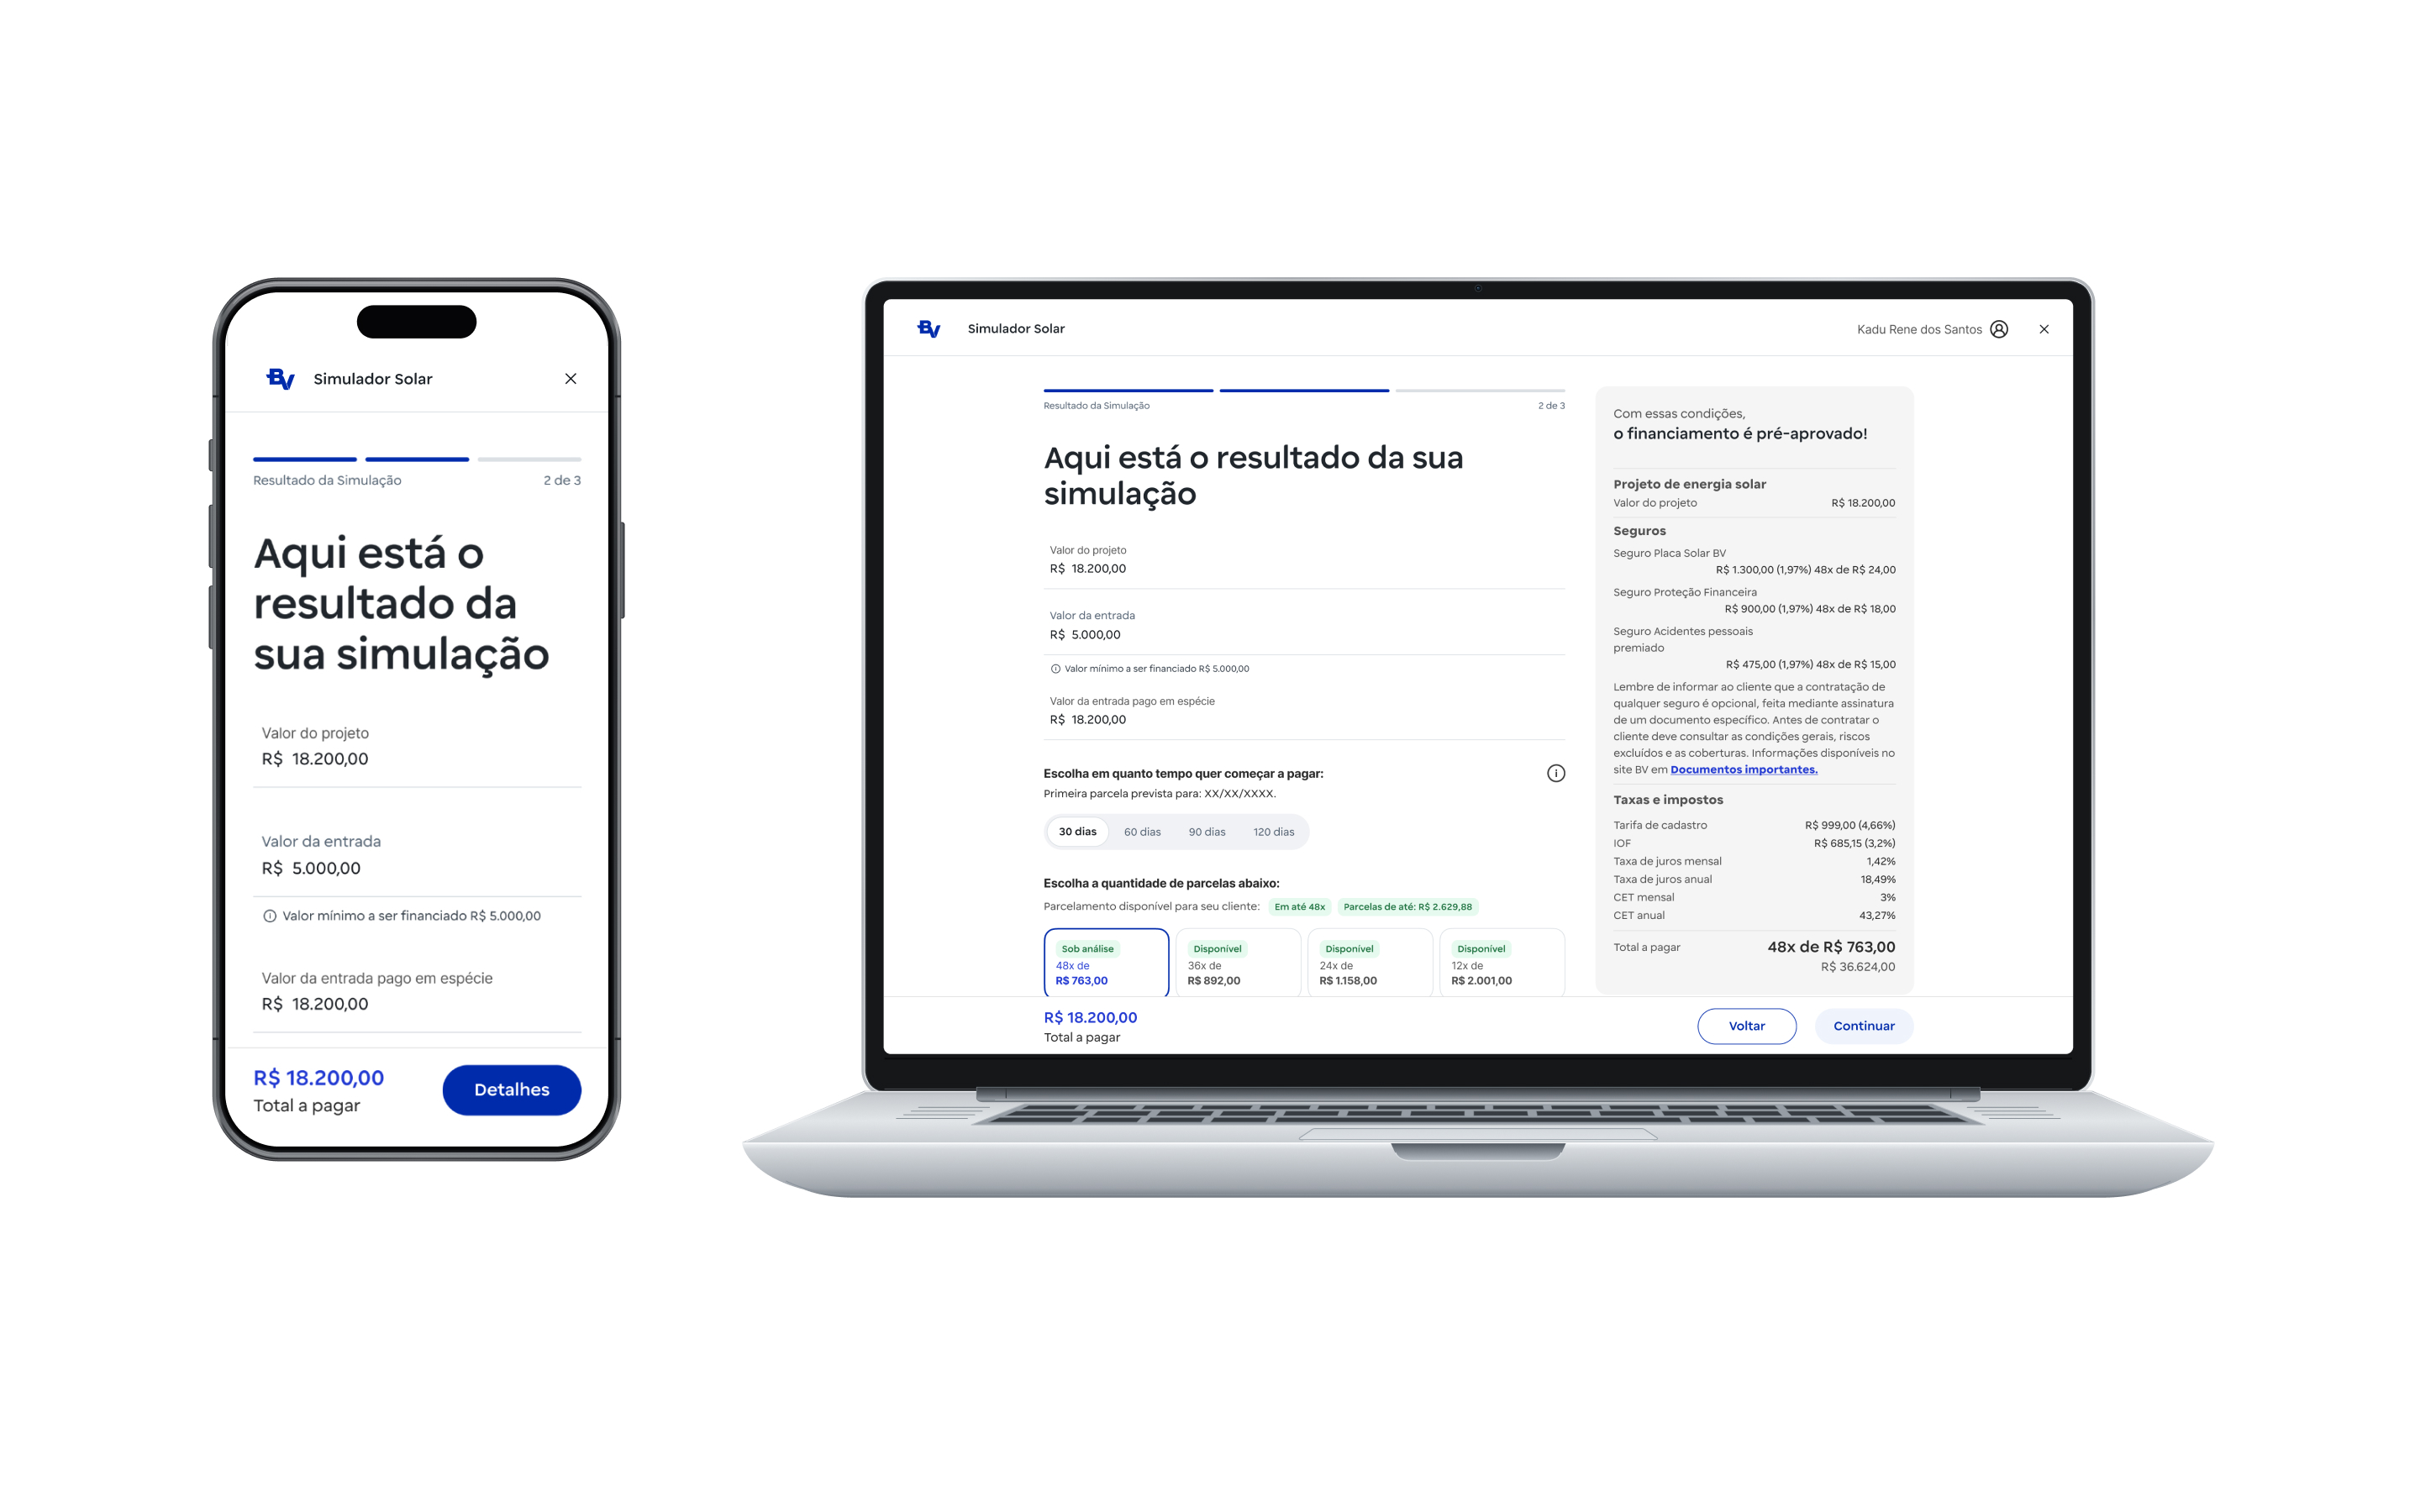 BV Simulador Solar
Resultado da Simulação 2 de 3
Aqui está o
resultado da
sua simulação
Valor do projeto
R$ 18.200,00
Valor da entrada
R$ 5.000,00
Valor mínimo a ser financiado R$ 5.000,00
Valor da entrada pago em espécie
R$ 18.200,00
R$ 18.200,00
Total a pagar
Detalhes
BV Simulador Solar Kadu Rene dos Santos
Resultado da Simulação 2 de 3
Aqui está o resultado da sua
simulação
Valor do projeto
R$ 18.200,00
Valor da entrada
R$ 5.000,00
Valor mínimo a ser financiado R$ 5.000,00
Valor da entrada pago em espécie
R$ 18.200,00
Escolha em quanto tempo quer começar a pagar:
Primeira parcela prevista para: XX/XX/XXXX.
30 dias 60 dias 90 dias 120 dias
Escolha a quantidade de parcelas abaixo:
Parcelamento disponível para seu cliente: Em até 48x Parcelas de até: R$ 2.629,88
Sob análise
48x de
R$ 763,00
Disponível
36x de
R$ 892,00
Disponível
24x de
R$ 1.158,00
Disponível
12x de
R$ 2.001,00
Com essas condições,
o financiamento é pré-aprovado!
Projeto de energia solar
Valor do projeto R$ 18.200,00
Seguros
Seguro Placa Solar BV
R$ 1.300,00 (1,97%) 48x de R$ 24,00
Seguro Proteção Financeira
R$ 900,00 (1,97%) 48x de R$ 18,00
Seguro Acidentes pessoais
premiado
R$ 475,00 (1,97%) 48x de R$ 15,00
Lembre de informar ao cliente que a contratação de
qualquer seguro é opcional, feita mediante assinatura
de um documento específico. Antes de contratar o
cliente deve consultar as condições gerais, riscos
excluídos e as coberturas. Informações disponíveis no
site BV em Documentos importantes.
Taxas e impostos
Tarifa de cadastro R$ 999,00 (4,66%)
IOF R$ 685,15 (3,2%)
Taxa de juros mensal 1,42%
Taxa de juros anual 18,49%
CET mensal 3%
CET anual 43,27%
Total a pagar 48x de R$ 763,00
R$ 36.624,00
R$ 18.200,00
Total a pagar
Voltar Continuar